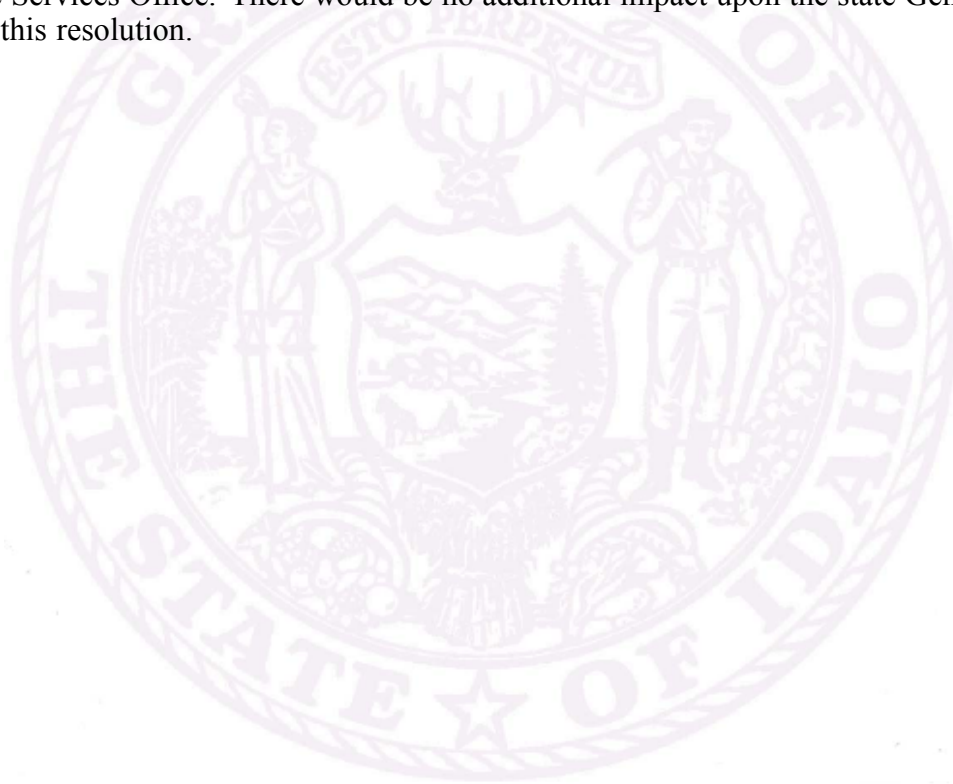 Services Office. There would be no additional impact upon the state
this resolution.
OF
ESTO PERPETUA
THE STATE ☆ OF IDAHO